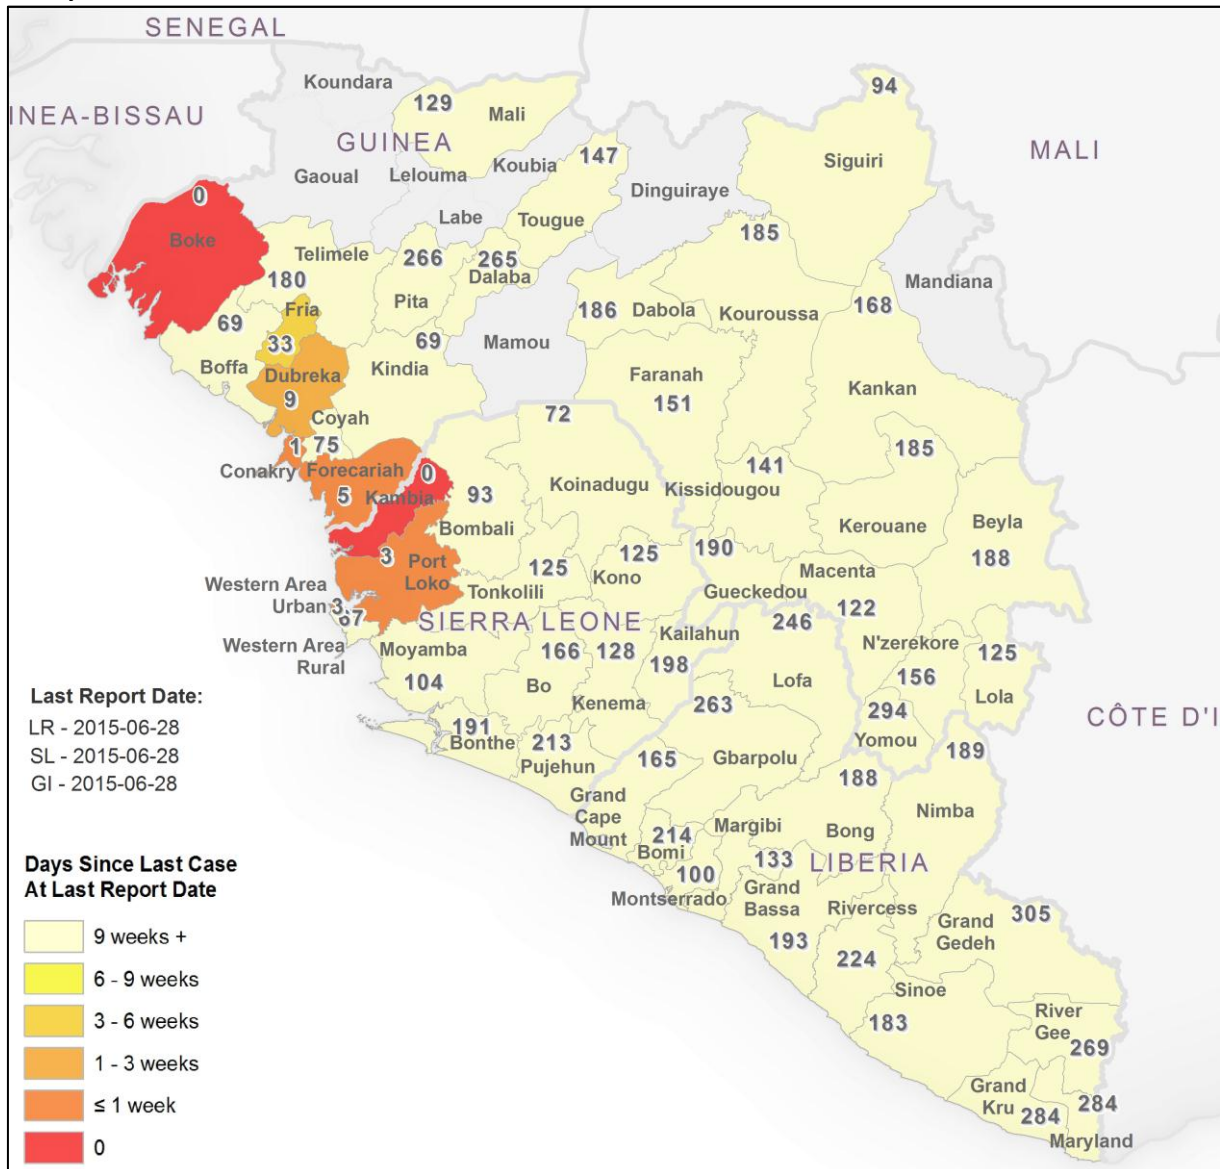 SENEGAL
Koundara
129
Mali
94
INEA-BISSAU
GUINEA
147
Koubia
MALI
Siguiri
Gaoual
Lelouma
Dinguiraye
0
Labe
Tougue
Boke
Telimele
266
265
185
Dalaba
Mandiana
180
Pita
186
Dabola
Kouroussa
168
Fria
69
33
69
Mamou
Boffa
Dubreka
Kindia
Faranah
Kankan
9
151
Coyah
72
1
75
185
Conakry
Forecariah
0
141
5
Kambia
93
Koinadugu
Kissidougou
Bombali
Kerouane
Beyla
3
Port
Loko
125
125
190
188
Western Area
Urban
3
Tonkolili
Kono
Gueckedou
Macenta
67
SIERRA LEONE
122
Western Area
Rural
Moyamba
Kailahun
246
N'zerekore
166
128
198
125
104
Bo
Lofa
156
Lola
Kenema
263
294
CÔTE D'I
191
Bonthe
213
Pujehun
165
Gbarpolu
Yomou
189
188
Grand
Cape
Mount
Nimba
214
Margibi
Bong
Bomi
133
LIBERIA
100
Montserrado
Grand
Bassa
Rivercess
305
Grand
Gedeh
193
224
Sinoe
183
River
Gee
269
Grand
Kru
284
284
Maryland
Last Report Date:
LR - 2015-06-28
SL - 2015-06-28
GI - 2015-06-28
Days Since Last Case
At Last Report Date
9 weeks +
6 - 9 weeks
3 - 6 weeks
1 - 3 weeks
≤ 1 week
0